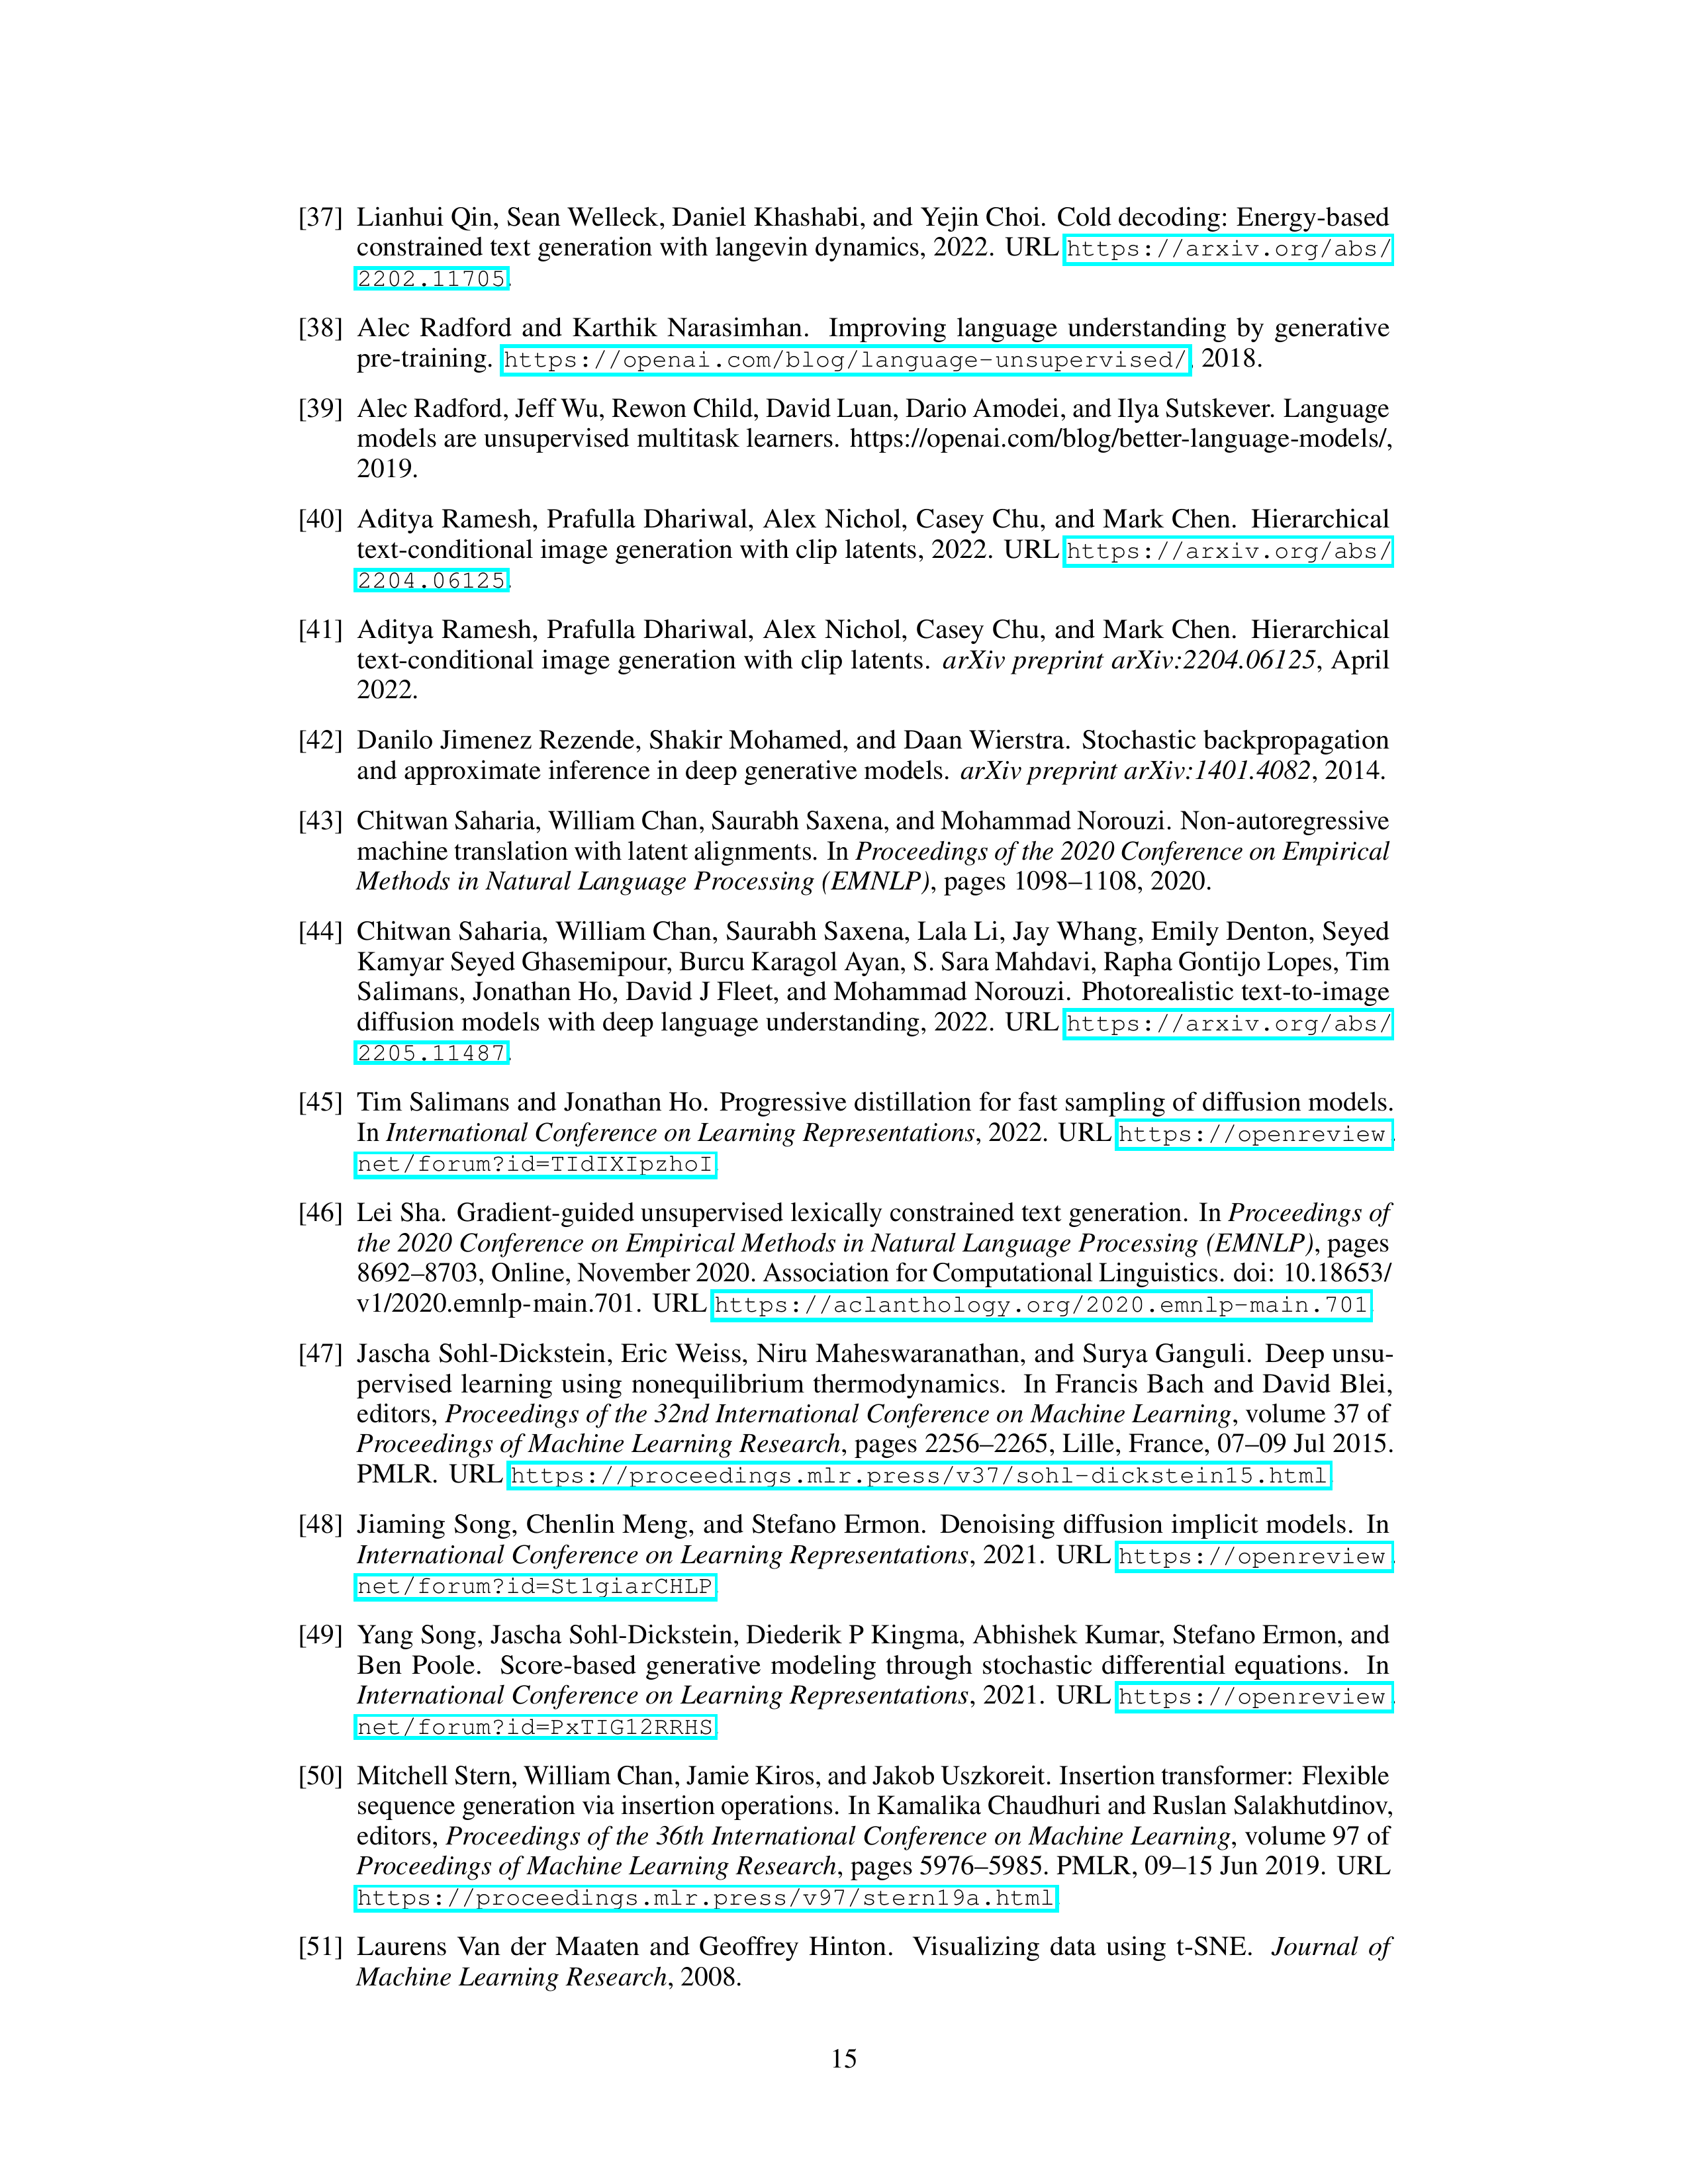 [37] Lianhui Qin, Sean Welleck, Daniel Khashabi, and Yejin Choi. Cold decoding: Energy-based
constrained text generation with langevin dynamics, 2022. URL https://arxiv.org/abs/
2202.11705.
[38] Alec Radford and Karthik Narasimhan. Improving language understanding by generative
pre-training. https://openai.com/blog/language-unsupervised/, 2018.
[39] Alec Radford, Jeff Wu, Rewon Child, David Luan, Dario Amodei, and Ilya Sutskever. Language
models are unsupervised multitask learners. https://openai.com/blog/better-language-models/,
2019.
[40] Aditya Ramesh, Prafulla Dhariwal, Alex Nichol, Casey Chu, and Mark Chen. Hierarchical
text-conditional image generation with clip latents, 2022. URL https://arxiv.org/abs/
2204.06125.
[41] Aditya Ramesh, Prafulla Dhariwal, Alex Nichol, Casey Chu, and Mark Chen. Hierarchical
text-conditional image generation with clip latents. arXiv preprint arXiv:2204.06125, April
2022.
[42] Danilo Jimenez Rezende, Shakir Mohamed, and Daan Wierstra. Stochastic backpropagation
and approximate inference in deep generative models. arXiv preprint arXiv:1401.4082, 2014.
[43] Chitwan Saharia, William Chan, Saurabh Saxena, and Mohammad Norouzi. Non-autoregressive
machine translation with latent alignments. In Proceedings of the 2020 Conference on Empirical
Methods in Natural Language Processing (EMNLP), pages 1098–1108, 2020.
[44] Chitwan Saharia, William Chan, Saurabh Saxena, Lala Li, Jay Whang, Emily Denton, Seyed
Kamyar Seyed Ghasemipour, Burcu Karagol Ayan, S. Sara Mahdavi, Rapha Gontijo Lopes, Tim
Salimans, Jonathan Ho, David J Fleet, and Mohammad Norouzi. Photorealistic text-to-image
diffusion models with deep language understanding, 2022. URL https://arxiv.org/abs/
2205.11487.
[45] Tim Salimans and Jonathan Ho. Progressive distillation for fast sampling of diffusion models.
In International Conference on Learning Representations, 2022. URL https://openreview.
net/forum?id=TIdIXIpzhoI.
[46] Lei Sha. Gradient-guided unsupervised lexically constrained text generation. In Proceedings of
the 2020 Conference on Empirical Methods in Natural Language Processing (EMNLP), pages
8692–8703, Online, November 2020. Association for Computational Linguistics. doi: 10.18653/
v1/2020.emnlp-main.701. URL https://aclanthology.org/2020.emnlp-main.701.
[47] Jascha Sohl-Dickstein, Eric Weiss, Niru Maheswaranathan, and Surya Ganguli. Deep unsu-
pervised learning using nonequilibrium thermodynamics. In Francis Bach and David Blei,
editors, Proceedings of the 32nd International Conference on Machine Learning, volume 37 of
Proceedings of Machine Learning Research, pages 2256–2265, Lille, France, 07–09 Jul 2015.
PMLR. URL https://proceedings.mlr.press/v37/sohl-dickstein15.html.
[48] Jiaming Song, Chenlin Meng, and Stefano Ermon. Denoising diffusion implicit models. In
International Conference on Learning Representations, 2021. URL https://openreview.
net/forum?id=St1giarCHLP.
[49] Yang Song, Jascha Sohl-Dickstein, Diederik P Kingma, Abhishek Kumar, Stefano Ermon, and
Ben Poole. Score-based generative modeling through stochastic differential equations. In
International Conference on Learning Representations, 2021. URL https://openreview.
net/forum?id=PxTIG12RRHS.
[50] Mitchell Stern, William Chan, Jamie Kiros, and Jakob Uszkoreit. Insertion transformer: Flexible
sequence generation via insertion operations. In Kamalika Chaudhuri and Ruslan Salakhutdinov,
editors, Proceedings of the 36th International Conference on Machine Learning, volume 97 of
Proceedings of Machine Learning Research, pages 5976–5985. PMLR, 09–15 Jun 2019. URL
https://proceedings.mlr.press/v97/stern19a.html.
[51] Laurens Van der Maaten and Geoffrey Hinton. Visualizing data using t-SNE. Journal of
Machine Learning Research, 2008.
15